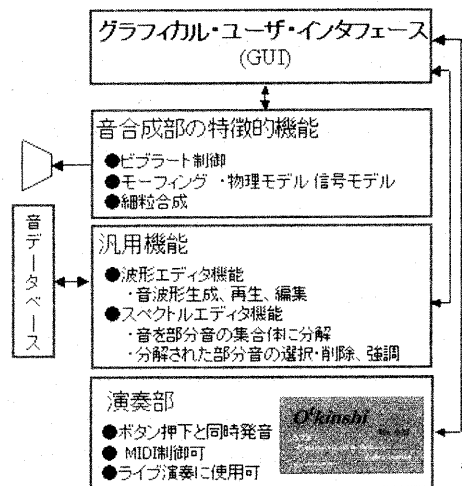 グラフィカル・ユーザ・インタフェース
(GUI)
音合成部の特徴的機能
●ビブラート制御
●モーフィング ・物理モデル 信号モデル
●細粒合成
音データベース
汎用機能
●波形エディタ機能
・音波形生成、再生、編集
●スペクトルエディタ機能
・音を部分音の集合体に分解
・分解された部分音の選択・削除、強調
演奏部
●ボタン押下と同時発音
● MIDI制御可
●ライブ演奏に使用可
O'kinshi